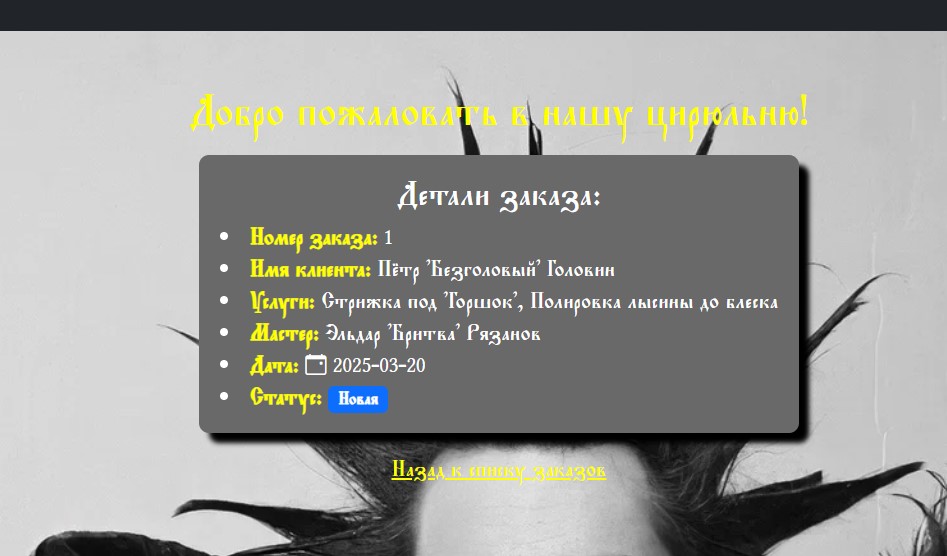 Добро пожаловать в нашу цирюльню!
Детали заказа:
Номер заказа: 1
Имя клиента: Пётр 'Безголовый' Головин
Услуги: Стрижка под 'Горшок', Полировка лысины до блеска
Мастер: Эльдар 'Бритва' Рязанов
Дата: 2025-03-20
Статус: Новая
Назад к списку заказов